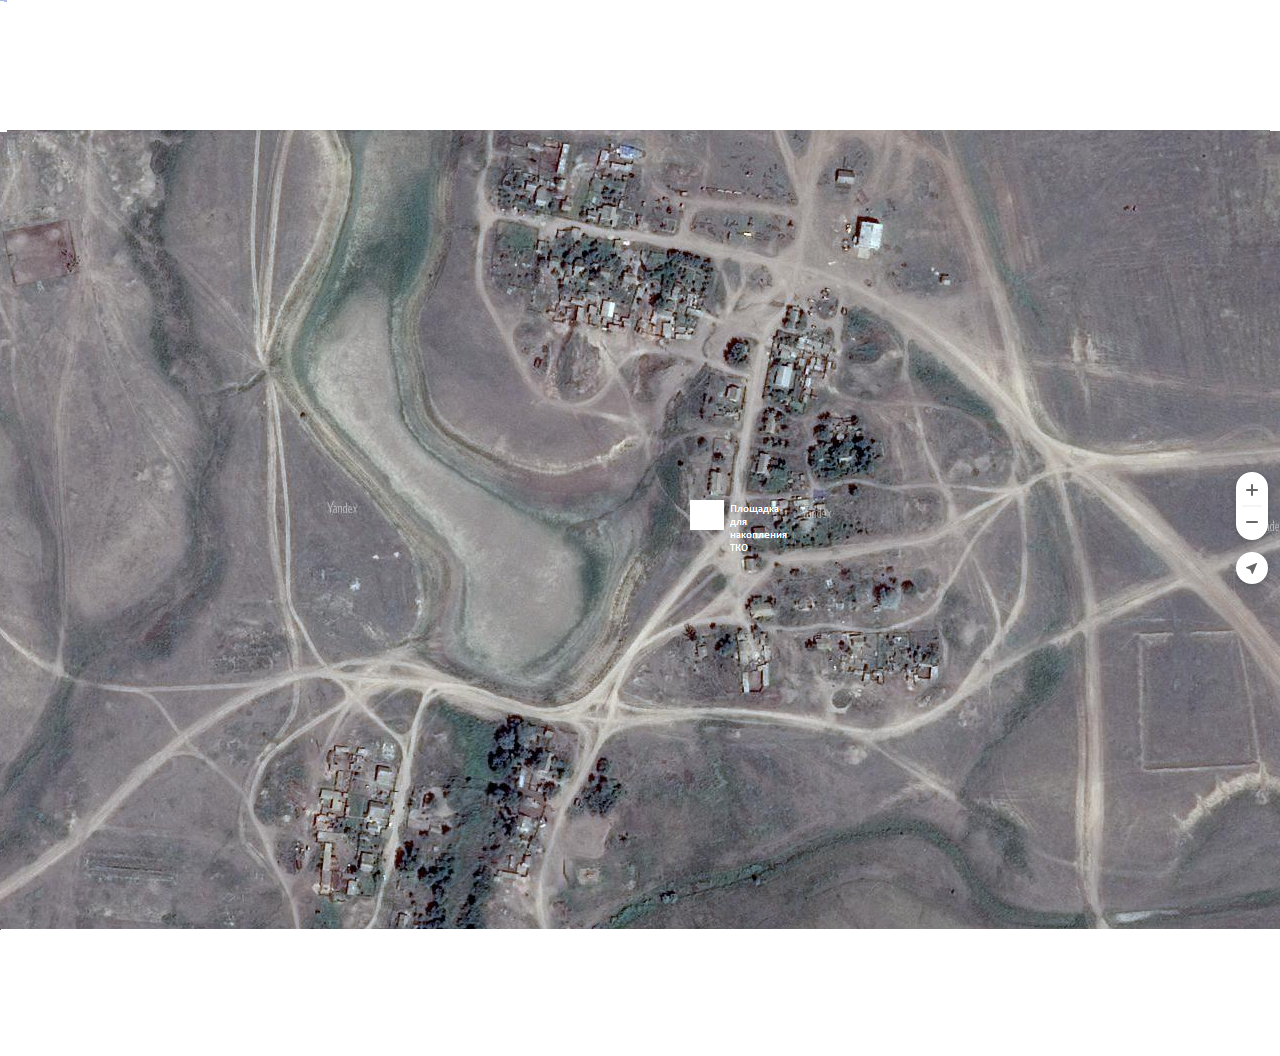 Yandex
Площадка
для
накопления
ТКО